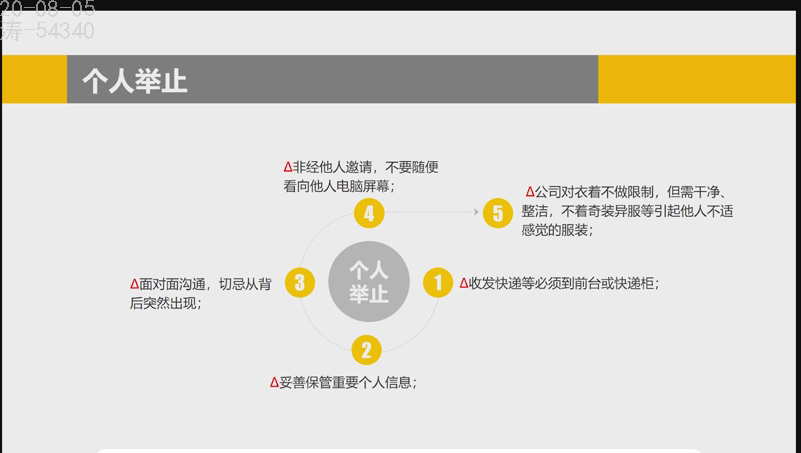 20-08-05
涛-54340
个人举止
Δ非经他人邀请，不要随便
看向他人电脑屏幕；
4
5
Δ公司对衣着不做限制，但需干净、
整洁，不着奇装异服等引起他人不适
感觉的服装；
个人
举止
3
Δ面对面沟通，切忌从背
后突然出现；
1
Δ收发快递等必须到前台或快递柜；
2
Δ妥善保管重要个人信息；